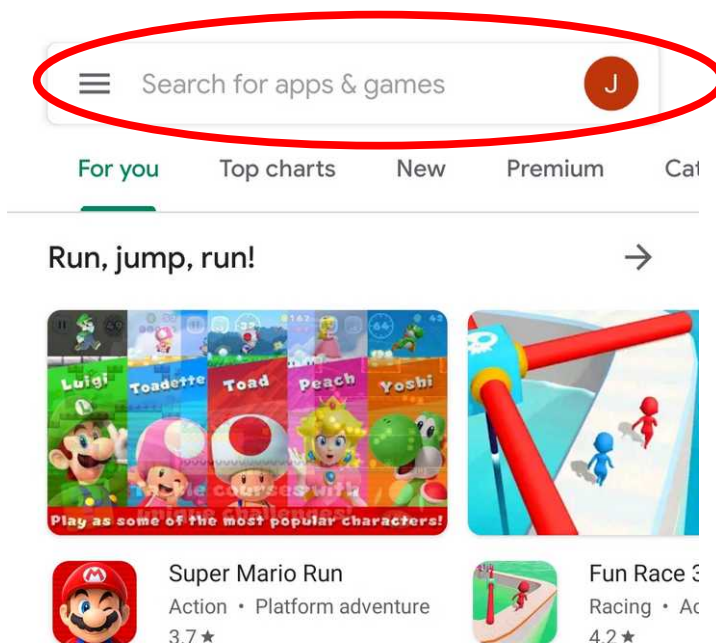 Search for apps & games
J
For you Top charts New Premium Cat
Run, jump, run!
Luigi Toadette Toad Peach Yoshi
Play as some of the most popular characters!
Super Mario Run
Action • Platform adventure
3.7 ★
Fun Race 3
Racing • Ac
4.2 ★